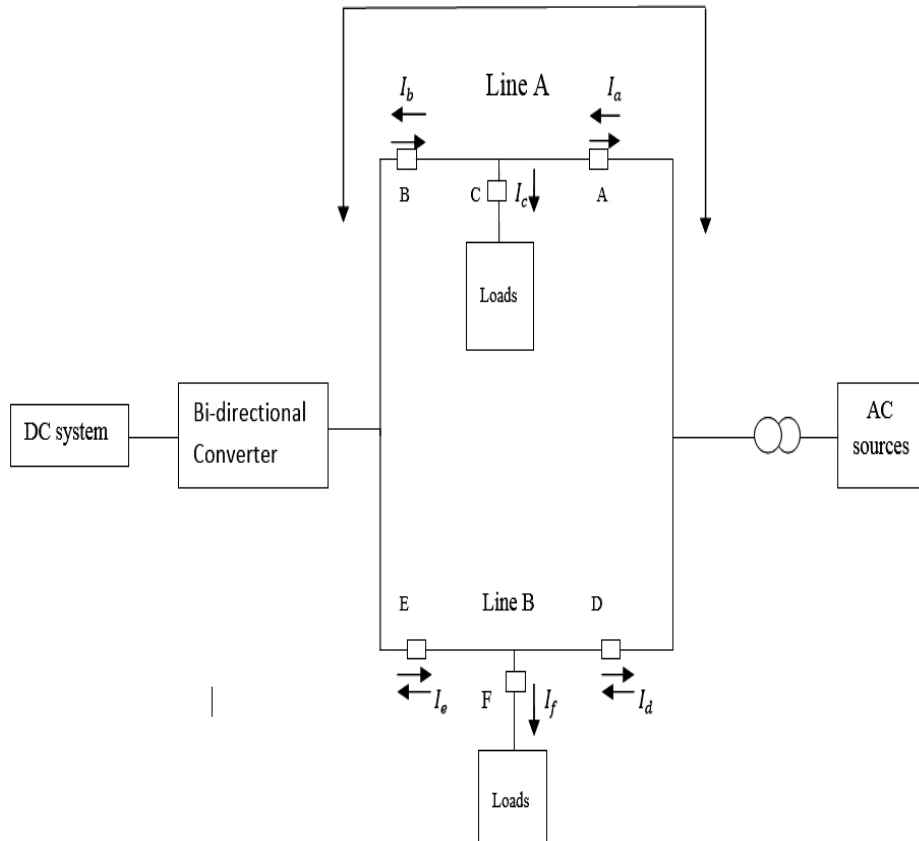 Line A
I_b
I_a
B
C
I_c
A
Loads
DC system
Bi-directional
Converter
AC
sources
E
Line B
D
I_e
F
I_f
I_d
Loads